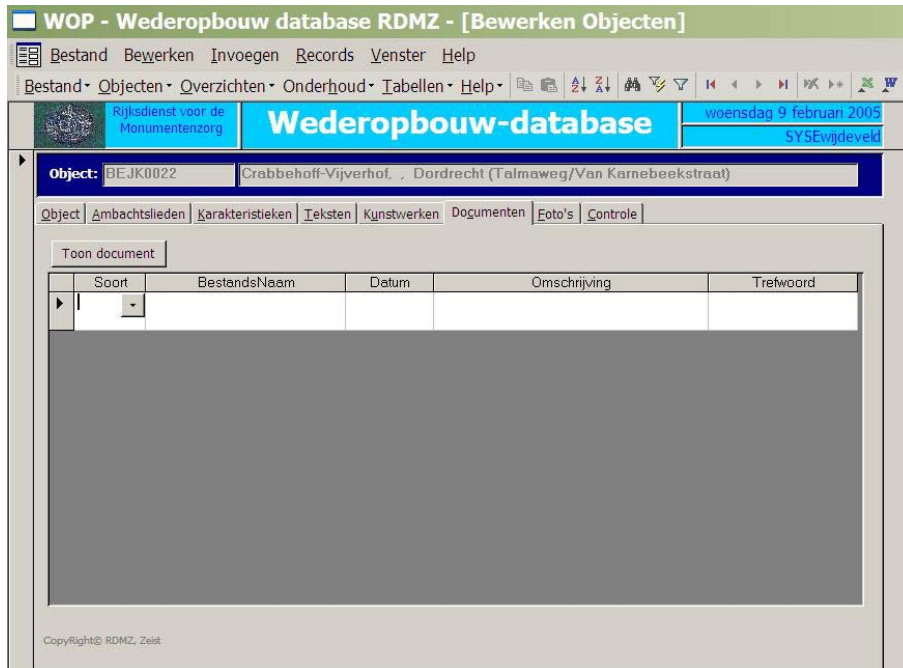 WOP - Wederopbouw database RDMZ - [Bewerken Objecten]
Bestand Bewerken Invoegen Records Venster Help
Bestand Objecten Overzichten Onderhoud Tabellen Help
Rijksdienst voor de
Monumentenzorg
Wederopbouw-database
woensdag 9 februari 2005
SYSEwijdeveld
Object: BEJK0022 Crabbehoff-Vijverhof, , Dordrecht (Talmaweg/Van Karnebeekstraat)
Object Ambachtslieden Karakteristieken Teksten Kunstwerken Documenten Foto's Controle
Toon document
Soort BestandsNaam Datum Omschrijving Trefwoord
CopyRight© RDMZ, Zeist